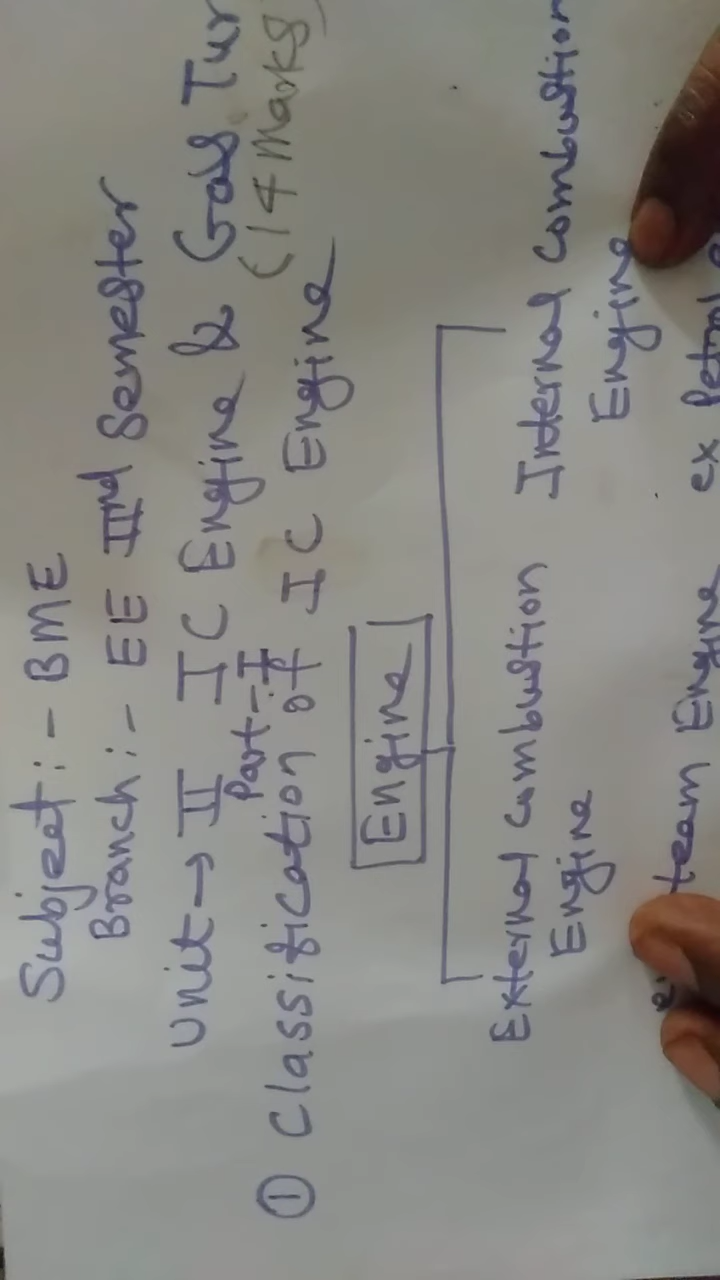 Subject :- BME
Branch :- EE IInd Semester
Unit → II IC Engine & Gas Tur
Part-I (14 Marks)
① Classification of IC Engine
Engine
External Combustion Engine
Internal Combustion Engine
team Engine
ex Petrol